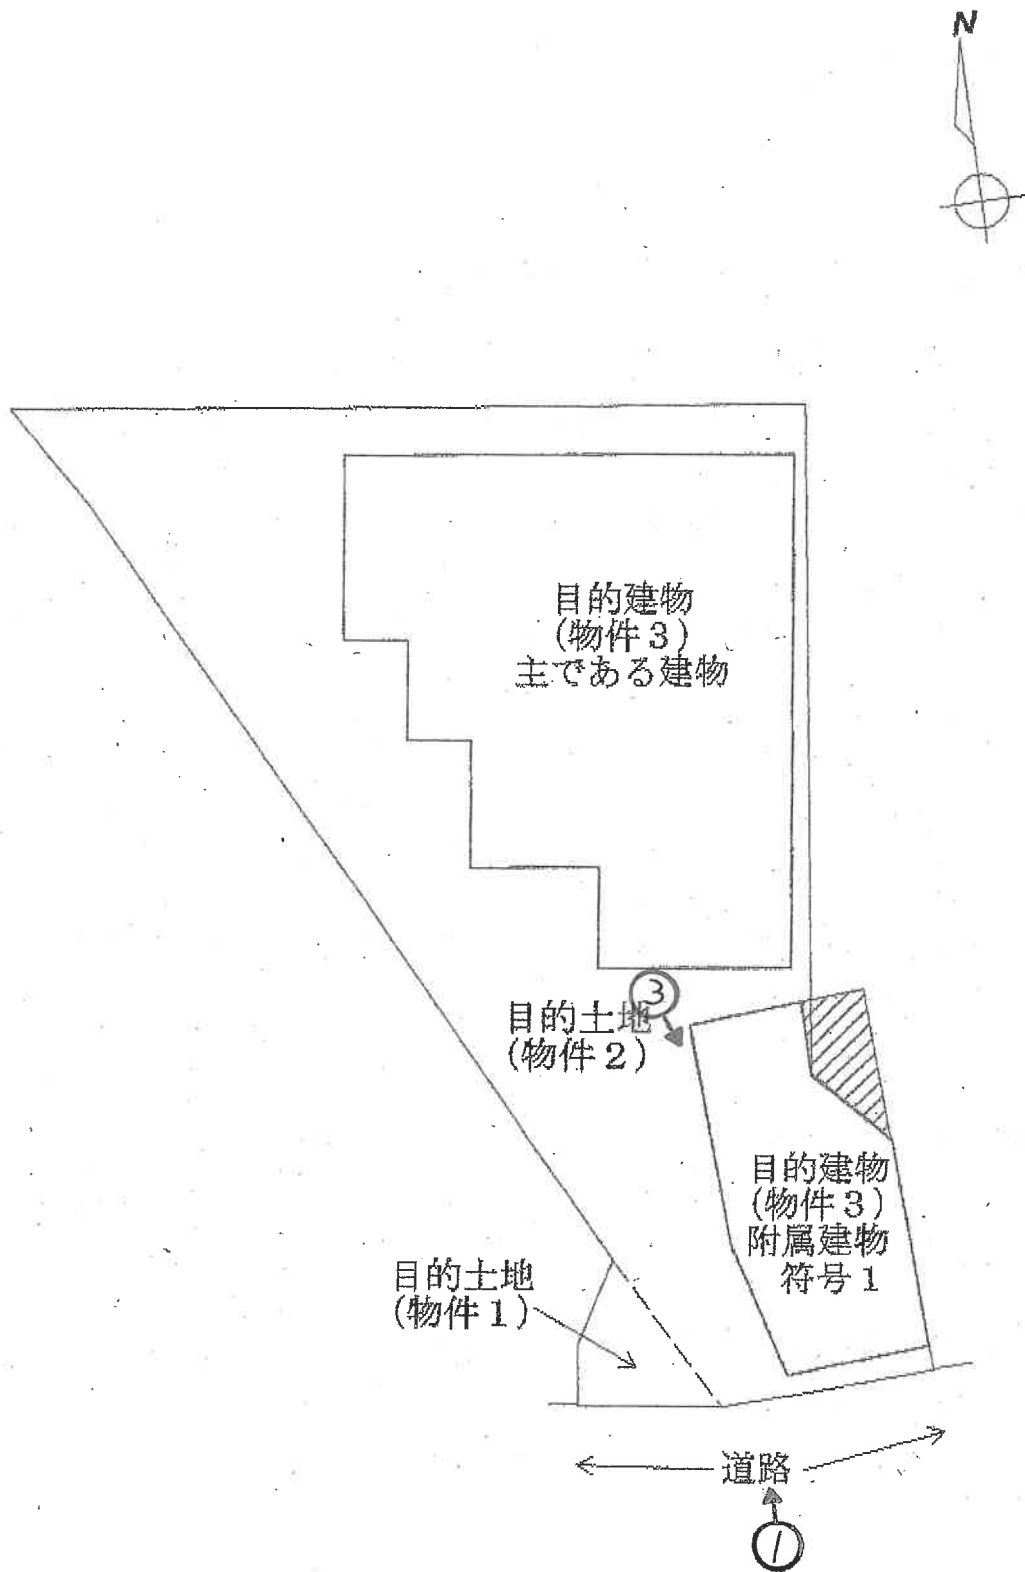 N
目的建物
(物件3)
主である建物
③
目的土地
(物件2)
目的建物
(物件3)
附属建物
符号1
目的土地
(物件1)
道路
①